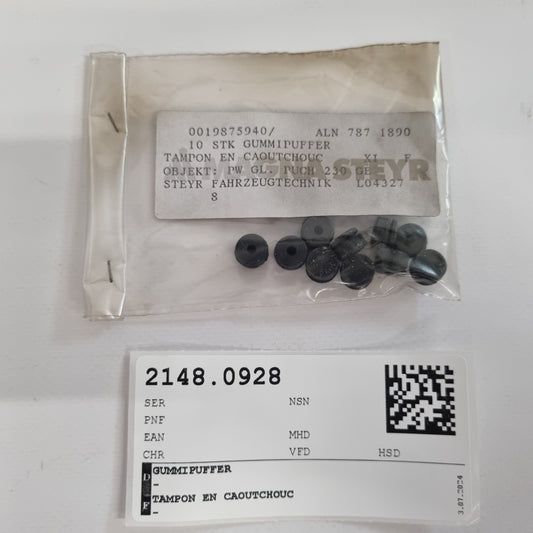 0019875940/ ALN 787 1890
10 STK GUMMIPUFFER
TAMPON EN CAOUTCHOUC XI F
OBJEKT: PW GL. PUCH 230 GE
MAGNA STEYR
STEYR FAHRZEUGTECHNIK L04327
8
2148.0928
SER NSN
PNF
EAN MHD
CHR VFD HSD
D GUMMIPUFFER
-
F TAMPON EN CAOUTCHOUC
-
3.07.2024